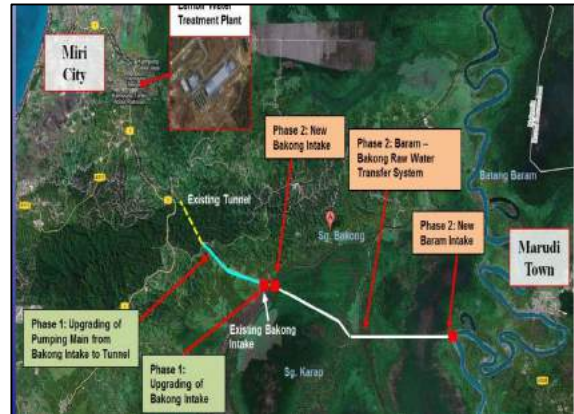 Lambir Water
Treatment Plant
Miri
City
Phase 2: New
Bakong Intake
Phase 2: Baram –
Bakong Raw Water
Transfer System
Batang Baram
Existing Tunnel
A
Sg. Bakong
Phase 2: New
Baram Intake
Marudi
Town
Phase 1: Upgrading of
Pumping Main from
Bakong Intake to Tunnel
Existing Bakong
Intake
Phase 1:
Upgrading of
Bakong Intake
Sg. Karap